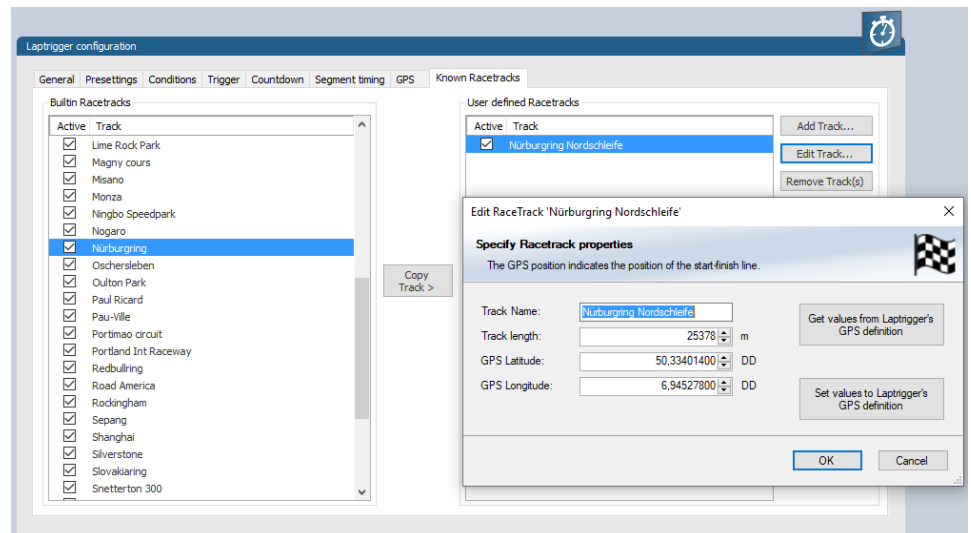 Laptrigger configuration
General Presettings Conditions Trigger Countdown Segment timing GPS Known Racetracks
Builtin Racetracks
Active Track
Lime Rock Park
Magny cours
Misano
Monza
Ningbo Speedpark
Nogaro
Nürburgring
Oschersleben
Oulton Park
Paul Ricard
Pau-Ville
Portimao circuit
Portland Int Raceway
Redbullring
Road America
Rockingham
Sepang
Shanghai
Silverstone
Slovakiaring
Snetterton 300
Copy
Track >
User defined Racetracks
Active Track
Nürburgring Nordschleife
Add Track...
Edit Track...
Remove Track(s)
Edit RaceTrack 'Nürburgring Nordschleife'
Specify Racetrack properties
The GPS position indicates the position of the start-finish line.
Track Name: Nürburgring Nordschleife
Track length: 25378 m
GPS Latitude: 50,33401400 DD
GPS Longitude: 6,94527800 DD
Get values from Laptrigger's
GPS definition
Set values to Laptrigger's
GPS definition
OK Cancel